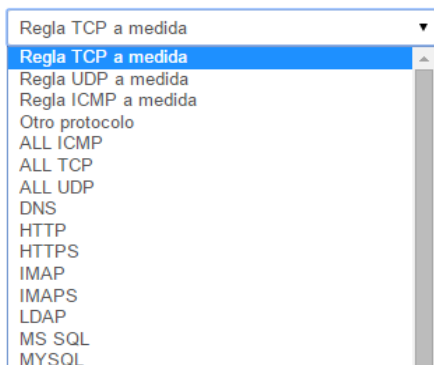 Regla TCP a medida
Regla TCP a medida
Regla UDP a medida
Regla ICMP a medida
Otro protocolo
ALL ICMP
ALL TCP
ALL UDP
DNS
HTTP
HTTPS
IMAP
IMAPS
LDAP
MS SQL
MYSQL